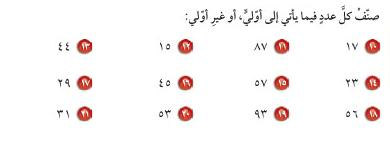 صنّفْ كلَّ عددٍ فيما يأتي إلى أوّليٍّ، أو غيرِ أوّلي:
١٠ ١٧ ١١ ٨٧ ١٢ ١٥ ١٣ ٤٤
١٤ ٢٣ ١٥ ٥٧ ١٦ ٤٥ ١٧ ٢٩
١٨ ٥٦ ١٩ ٩٣ ٢٠ ٥٣ ٢١ ٣١